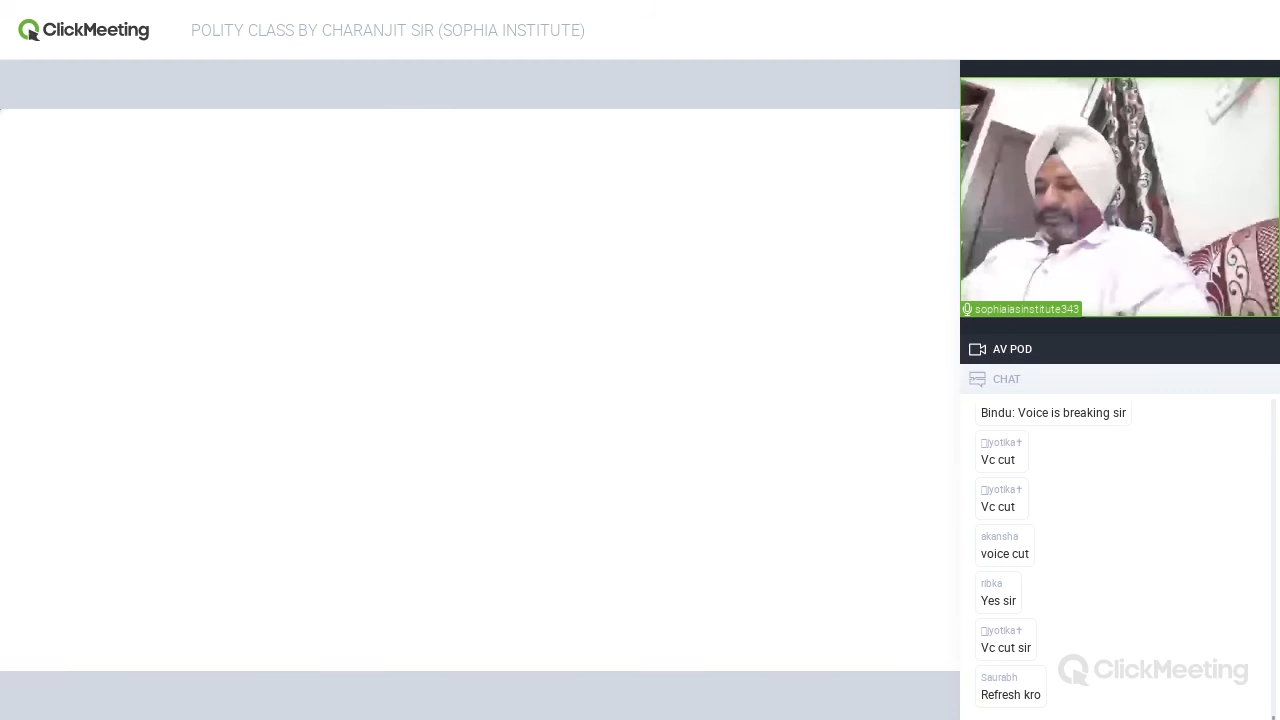 ClickMeeting
POLITY CLASS BY CHARANJIT SIR (SOPHIA INSTITUTE)
sophiaiasinstitute343
AV POD
CHAT
Bindu: Voice is breaking sir
jyotika✝
Vc cut
jyotika✝
Vc cut
akansha
voice cut
ribka
Yes sir
jyotika✝
Vc cut sir
Saurabh
Refresh kro
ClickMeeting